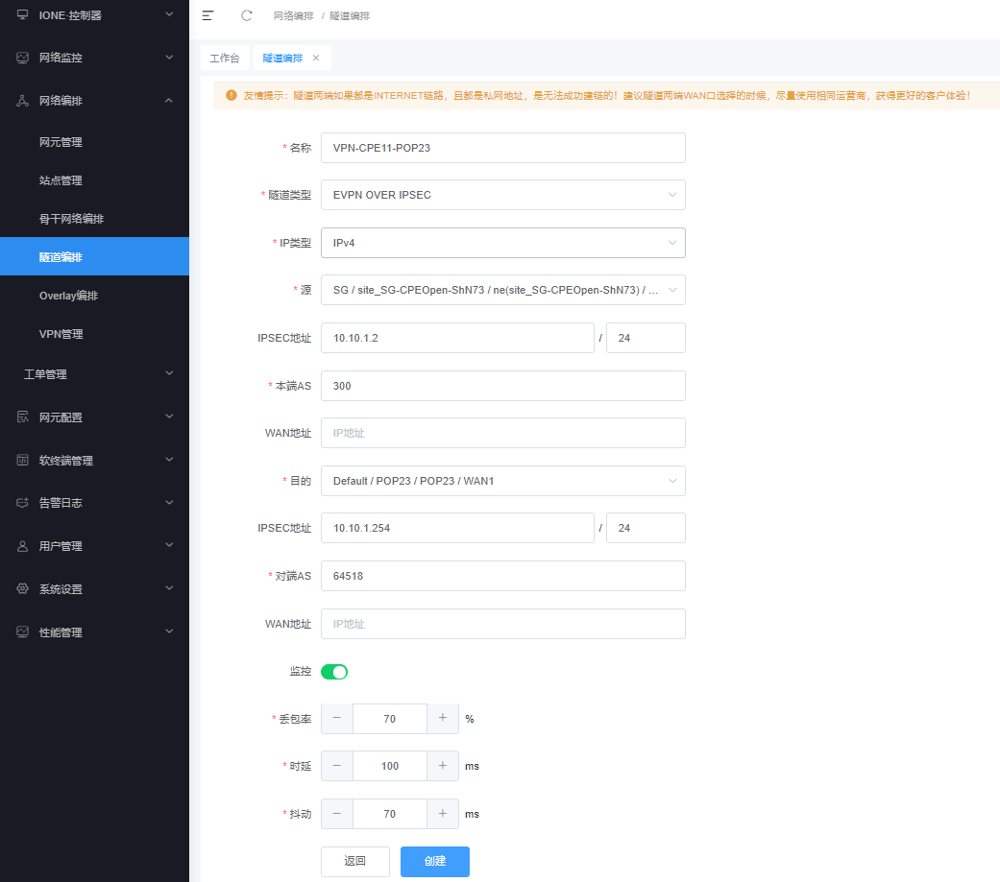 IONE·控制器
网络监控
网络编排
网元管理
站点管理
骨干网络编排
隧道编排
Overlay编排
VPN管理
工单管理
网元配置
软终端管理
告警日志
用户管理
系统设置
性能管理
网络编排 / 隧道编排
工作台 隧道编排 ×
友情提示：隧道两端如果都是INTERNET链路，且都是私网地址，是无法成功建链的！建议隧道两端WAN口选择的时候，尽量使用相同运营商，获得更好的客户体验！
* 名称 VPN-CPE11-POP23
* 隧道类型 EVPN OVER IPSEC
* IP类型 IPv4
* 源 SG / site_SG-CPEOpen-ShN73 / ne(site_SG-CPEOpen-ShN73) / ...
IPSEC地址 10.10.1.2 / 24
* 本端AS 300
WAN地址 IP地址
* 目的 Default / POP23 / POP23 / WAN1
IPSEC地址 10.10.1.254 / 24
* 对端AS 64518
WAN地址 IP地址
监控
* 丢包率 − 70 + %
* 时延 − 100 + ms
* 抖动 − 70 + ms
返回 创建